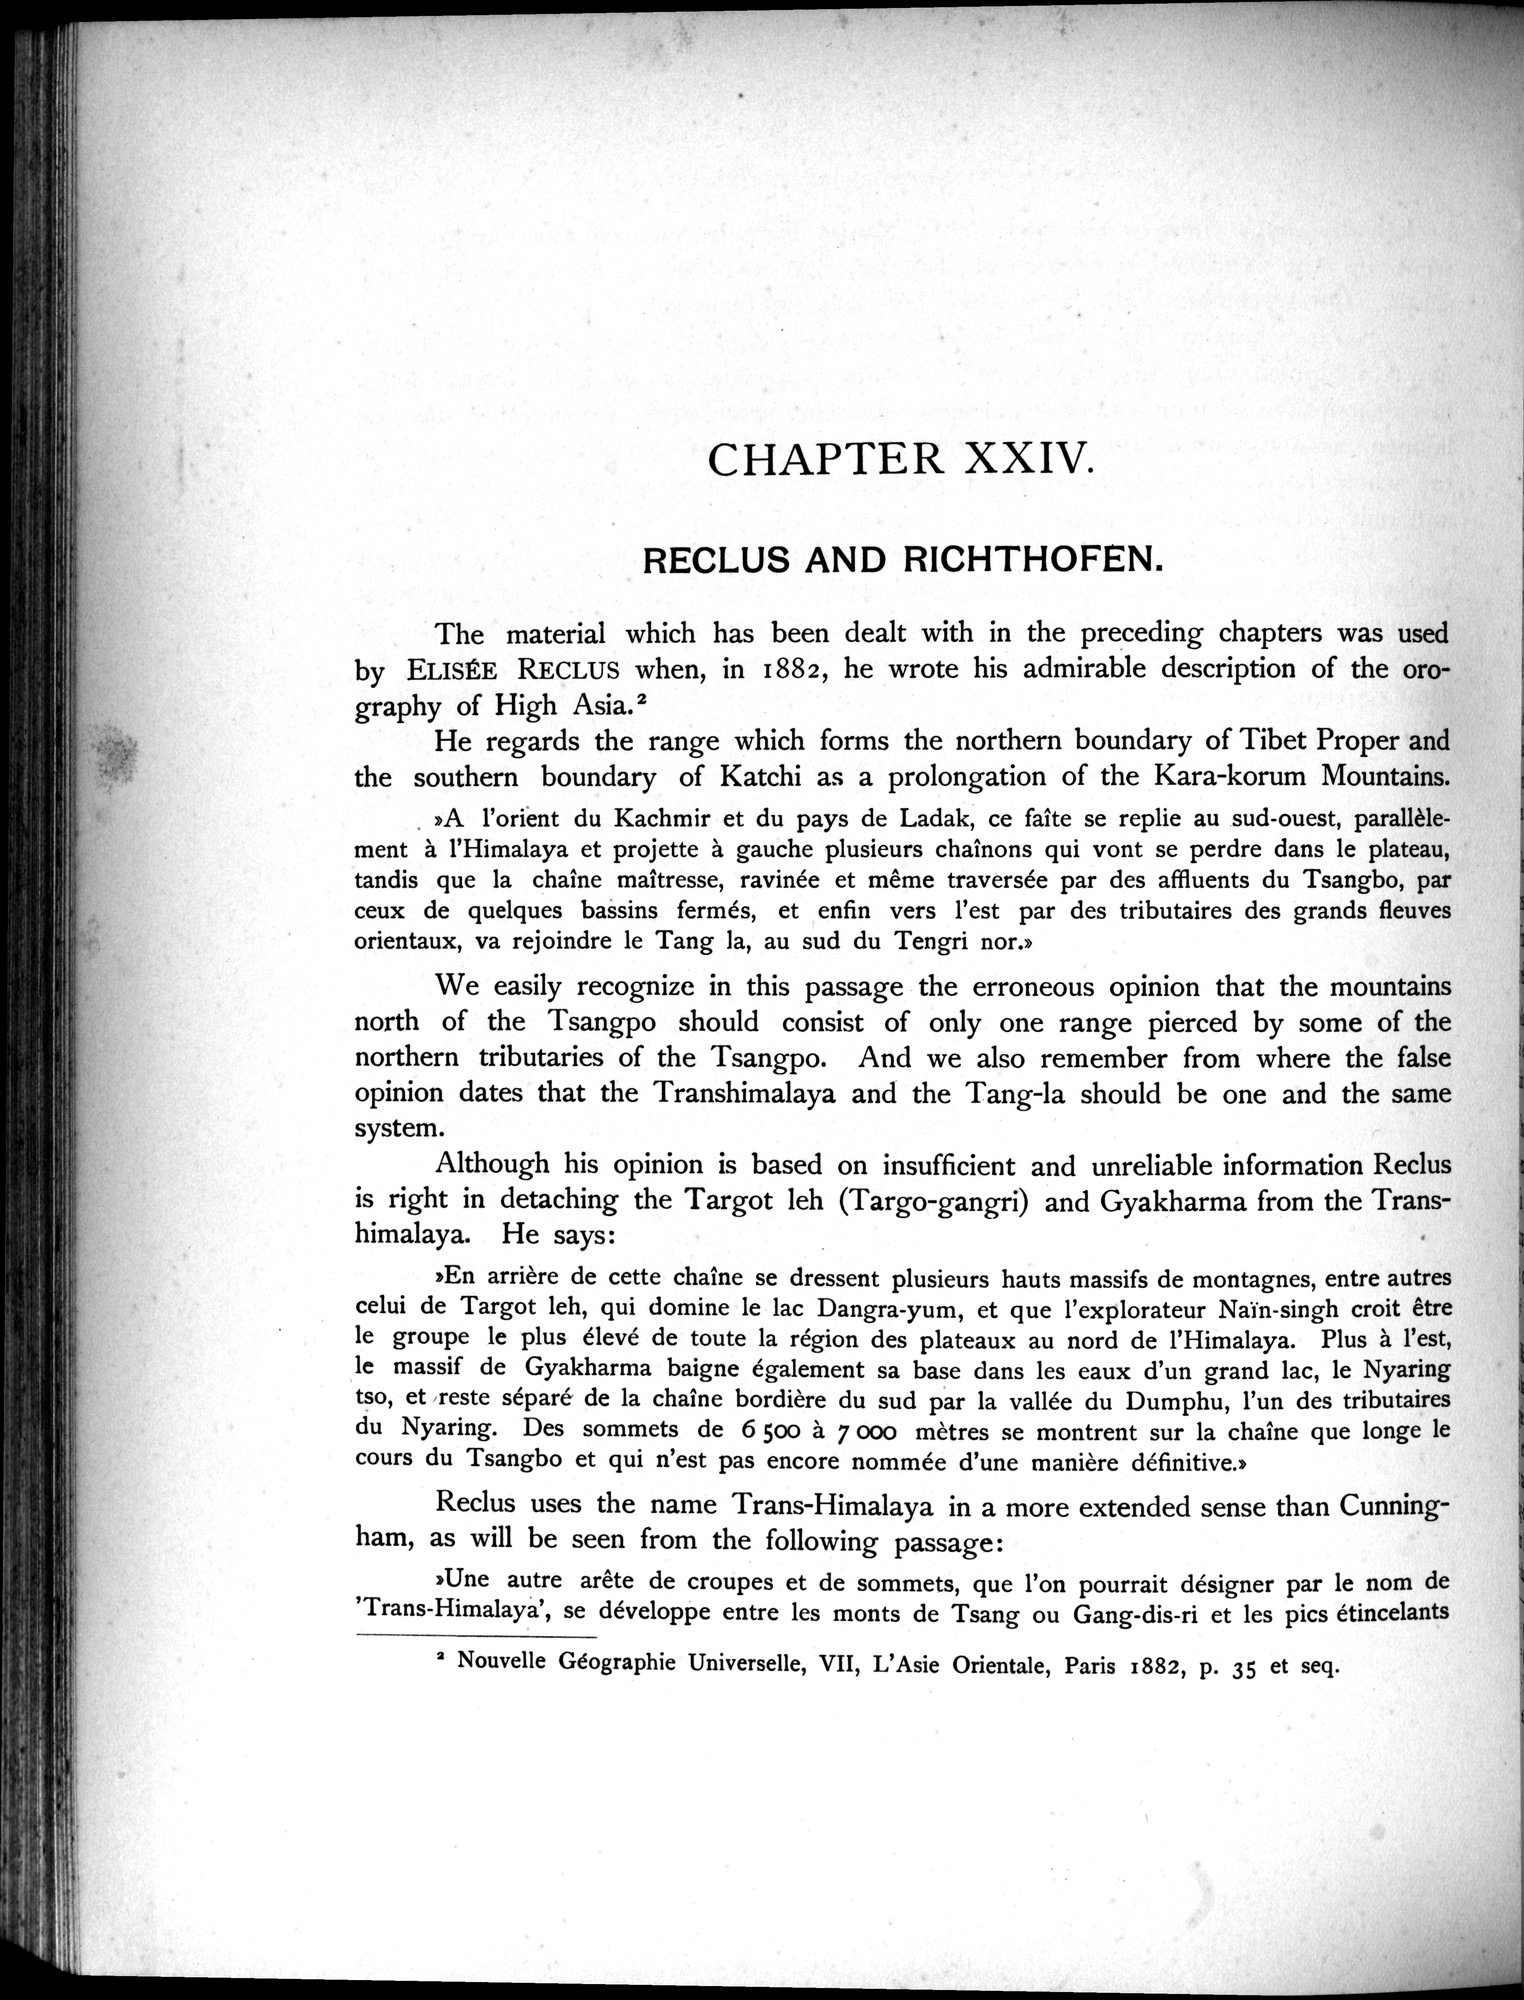 CHAPTER XXIV.
RECLUS AND RICHTHOFEN.
The material which has been dealt with in the preceding chapters was used
by ELISÉE RECLUS when, in 1882, he wrote his admirable description of the oro-
graphy of High Asia.²
He regards the range which forms the northern boundary of Tibet Proper and
the southern boundary of Katchi as a prolongation of the Kara-korum Mountains.
»A l'orient du Kachmir et du pays de Ladak, ce faîte se replie au sud-ouest, parallèle-
ment à l'Himalaya et projette à gauche plusieurs chaînons qui vont se perdre dans le plateau,
tandis que la chaîne maîtresse, ravinée et même traversée par des affluents du Tsangbo, par
ceux de quelques bassins fermés, et enfin vers l'est par des tributaires des grands fleuves
orientaux, va rejoindre le Tang la, au sud du Tengri nor.»
We easily recognize in this passage the erroneous opinion that the mountains
north of the Tsangpo should consist of only one range pierced by some of the
northern tributaries of the Tsangpo. And we also remember from where the false
opinion dates that the Transhimalaya and the Tang-la should be one and the same
system.
Although his opinion is based on insufficient and unreliable information Reclus
is right in detaching the Targot leh (Targo-gangri) and Gyakharma from the Trans-
himalaya. He says:
»En arrière de cette chaîne se dressent plusieurs hauts massifs de montagnes, entre autres
celui de Targot leh, qui domine le lac Dangra-yum, et que l'explorateur Naïn-singh croit être
le groupe le plus élevé de toute la région des plateaux au nord de l'Himalaya. Plus à l'est,
le massif de Gyakharma baigne également sa base dans les eaux d'un grand lac, le Nyaring
tso, et reste séparé de la chaîne bordière du sud par la vallée du Dumphu, l'un des tributaires
du Nyaring. Des sommets de 6 500 à 7 000 mètres se montrent sur la chaîne que longe le
cours du Tsangbo et qui n'est pas encore nommée d'une manière définitive.»
Reclus uses the name Trans-Himalaya in a more extended sense than Cunning-
ham, as will be seen from the following passage:
»Une autre arête de croupes et de sommets, que l'on pourrait désigner par le nom de
'Trans-Himalaya', se développe entre les monts de Tsang ou Gang-dis-ri et les pics étincelants
² Nouvelle Géographie Universelle, VII, L'Asie Orientale, Paris 1882, p. 35 et seq.